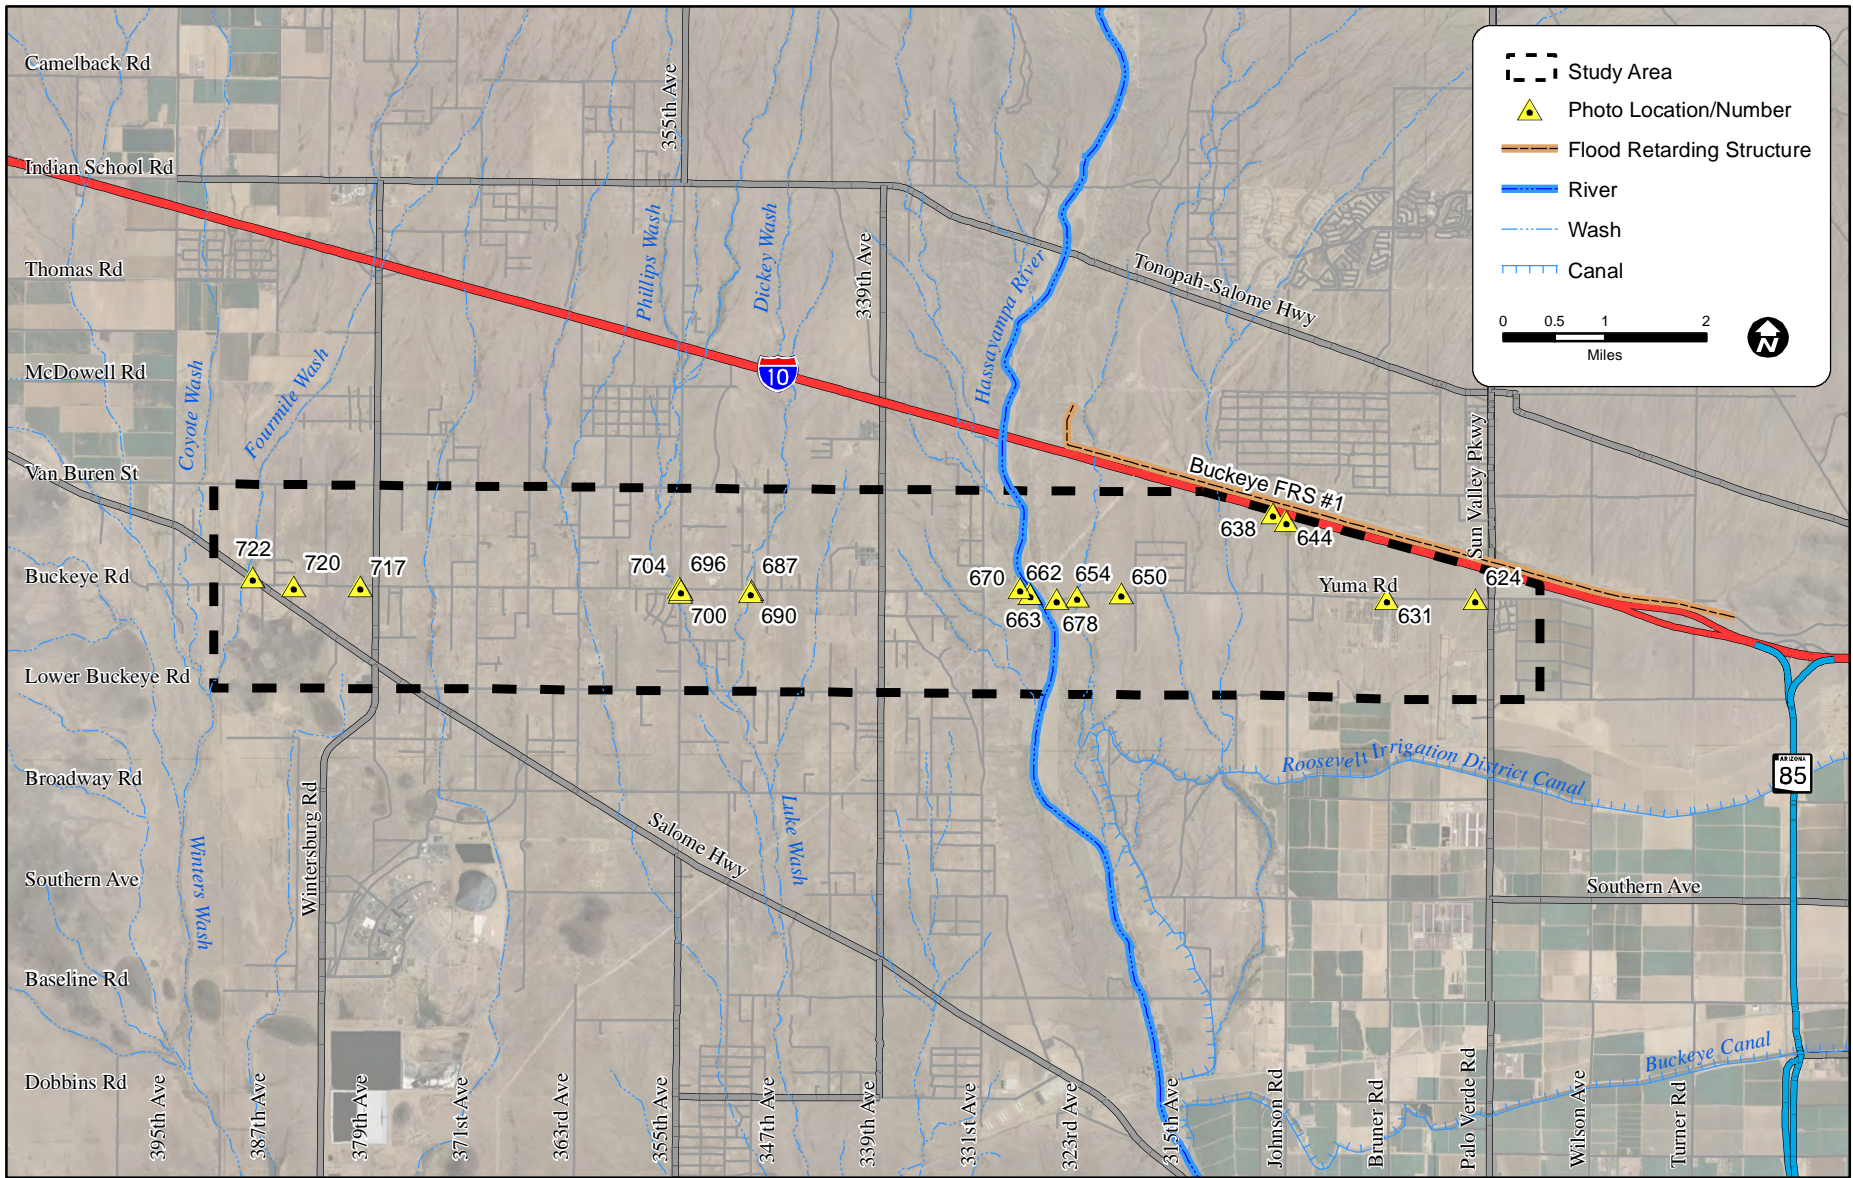 Camelback Rd
Indian School Rd
Thomas Rd
McDowell Rd
Van Buren St
Buckeye Rd
Lower Buckeye Rd
Broadway Rd
Southern Ave
Baseline Rd
Dobbins Rd
355th Ave
339th Ave
Phillips Wash
Dickey Wash
Coyote Wash
Fourmile Wash
Hassayampa River
Tonopah-Salome Hwy
10
Buckeye FRS #1
Sun Valley Pkwy
Yuma Rd
722
720
717
704
696
700
687
690
670
662
663
654
678
650
638
644
631
624
Roosevelt Irrigation District Canal
ARIZONA
85
Wintersburg Rd
Winters Wash
Salome Hwy
Luke Wash
Southern Ave
Buckeye Canal
395th Ave
387th Ave
379th Ave
371st Ave
363rd Ave
355th Ave
347th Ave
339th Ave
331st Ave
323rd Ave
315th Ave
Johnson Rd
Bruner Rd
Palo Verde Rd
Wilson Ave
Turner Rd
Study Area
Photo Location/Number
Flood Retarding Structure
River
Wash
Canal
0 0.5 1 2
Miles
N